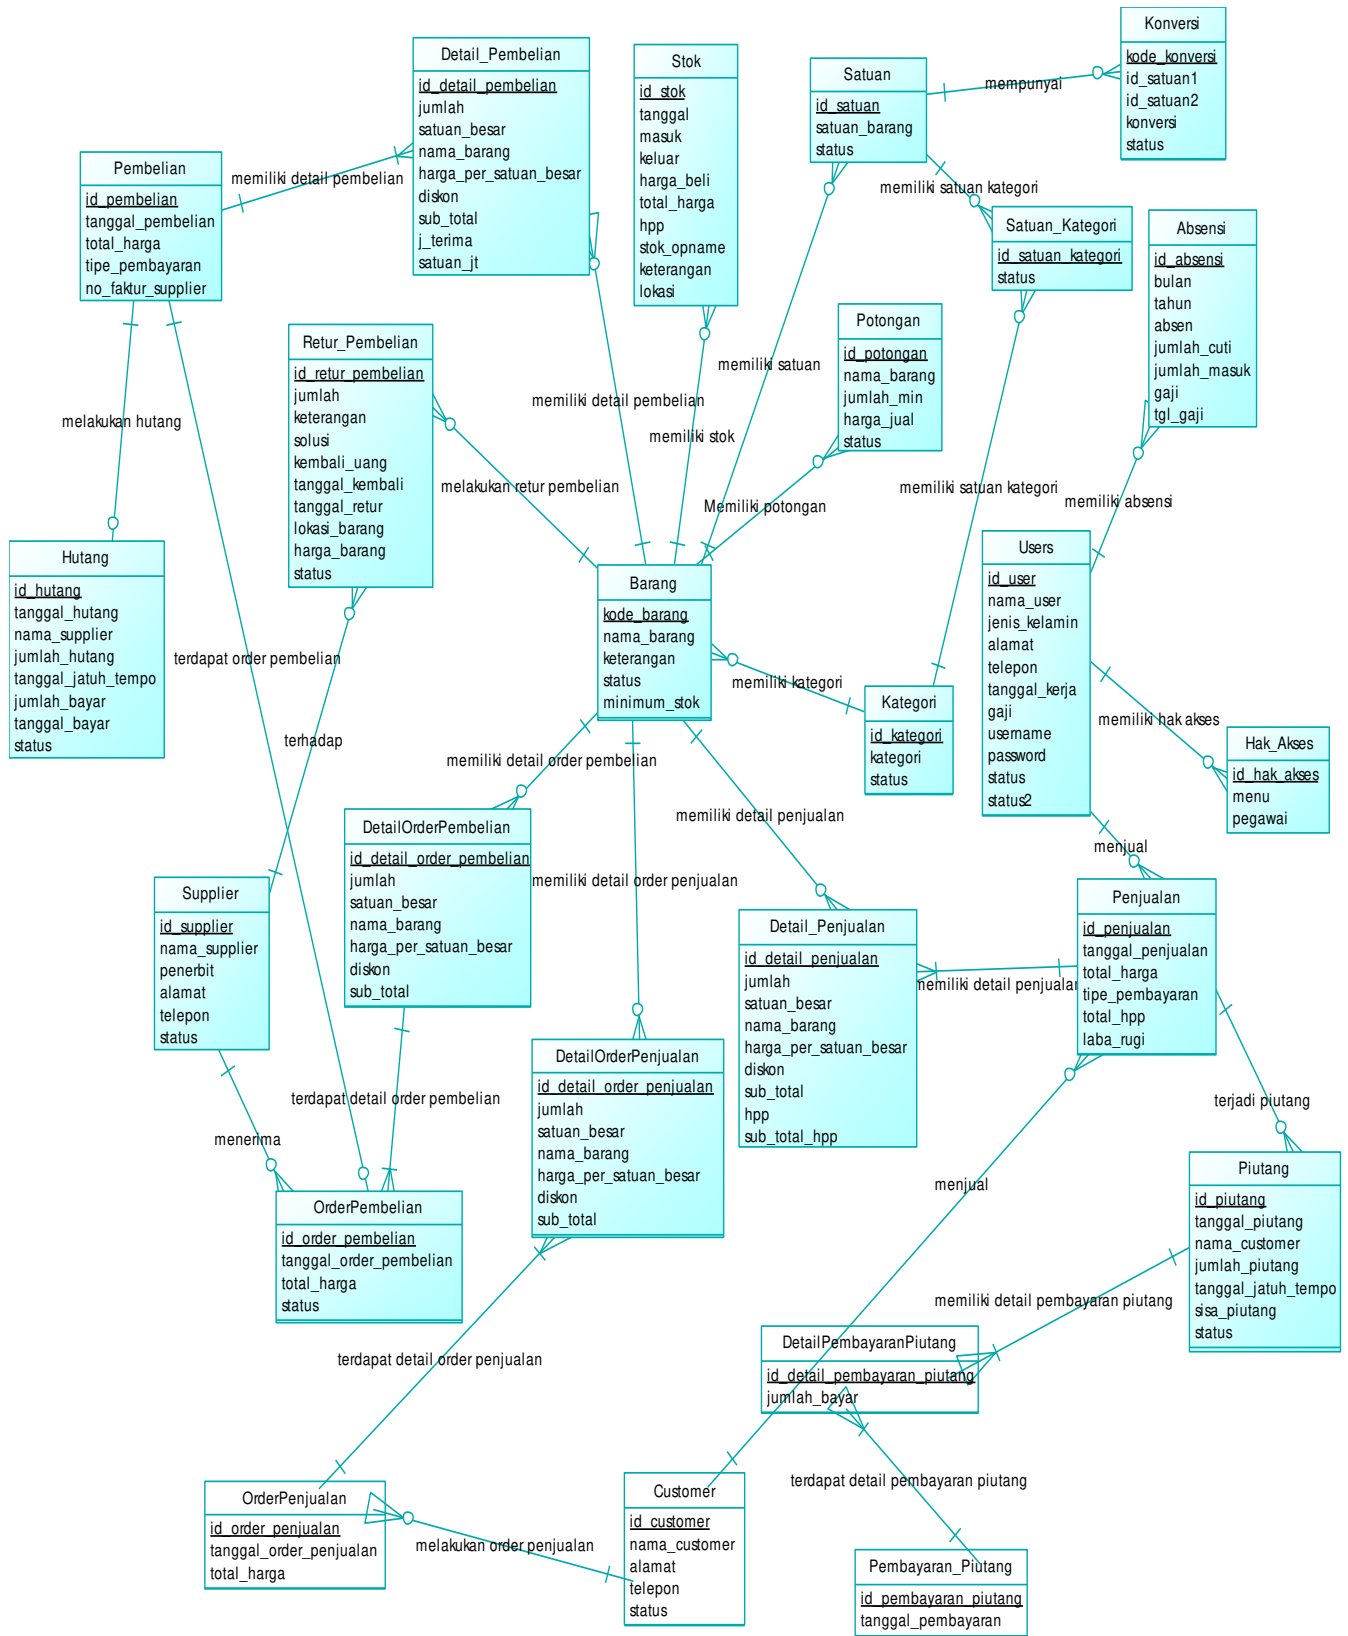 Konversi
kode_konversi
id_satuan1
id_satuan2
konversi
status
Detail_Pembelian
id_detail_pembelian
jumlah
satuan_besar
nama_barang
harga_per_satuan_besar
diskon
sub_total
j_terima
satuan_jt
Stok
id_stok
tanggal
masuk
keluar
harga_beli
total_harga
hpp
stok_opname
keterangan
lokasi
Satuan
id_satuan
satuan_barang
status
mempunyai
Pembelian
id_pembelian
tanggal_pembelian
total_harga
tipe_pembayaran
no_faktur_supplier
memiliki detail pembelian
memiliki satuan kategori
Satuan_Kategori
id_satuan_kategori
status
Absensi
id_absensi
bulan
tahun
absen
jumlah_cuti
jumlah_masuk
gaji
tgl_gaji
Retur_Pembelian
id_retur_pembelian
jumlah
keterangan
solusi
kembali_uang
tanggal_kembali
tanggal_retur
lokasi_barang
harga_barang
status
Potongan
id_potongan
nama_barang
jumlah_min
harga_jual
status
memiliki satuan
memiliki detail pembelian
memiliki stok
melakukan hutang
melakukan retur pembelian
Memiliki potongan
memiliki satuan kategori
memiliki absensi
Hutang
id_hutang
tanggal_hutang
nama_supplier
jumlah_hutang
tanggal_jatuh_tempo
jumlah_bayar
tanggal_bayar
status
Barang
kode_barang
nama_barang
keterangan
status
minimum_stok
Users
id_user
nama_user
jenis_kelamin
alamat
telepon
tanggal_kerja
gaji
username
password
status
status2
terdapat order pembelian
memiliki kategori
Kategori
id_kategori
kategori
status
memiliki hak akses
Hak_Akses
id_hak_akses
menu
pegawai
terhadap
memiliki detail order pembelian
memiliki detail penjualan
menjual
DetailOrderPembelian
id_detail_order_pembelian
jumlah
satuan_besar
nama_barang
harga_per_satuan_besar
diskon
sub_total
memiliki detail order penjualan
Supplier
id_supplier
nama_supplier
penerbit
alamat
telepon
status
Detail_Penjualan
id_detail_penjualan
jumlah
satuan_besar
nama_barang
harga_per_satuan_besar
diskon
sub_total
hpp
sub_total_hpp
memiliki detail penjualan
Penjualan
id_penjualan
tanggal_penjualan
total_harga
tipe_pembayaran
total_hpp
laba_rugi
DetailOrderPenjualan
id_detail_order_penjualan
jumlah
satuan_besar
nama_barang
harga_per_satuan_besar
diskon
sub_total
terdapat detail order pembelian
terjadi piutang
menerima
menjual
OrderPembelian
id_order_pembelian
tanggal_order_pembelian
total_harga
status
Piutang
id_piutang
tanggal_piutang
nama_customer
jumlah_piutang
tanggal_jatuh_tempo
sisa_piutang
status
memiliki detail pembayaran piutang
terdapat detail order penjualan
DetailPembayaranPiutang
id_detail_pembayaran_piutang
jumlah_bayar
terdapat detail pembayaran piutang
OrderPenjualan
id_order_penjualan
tanggal_order_penjualan
total_harga
melakukan order penjualan
Customer
id_customer
nama_customer
alamat
telepon
status
Pembayaran_Piutang
id_pembayaran_piutang
tanggal_pembayaran